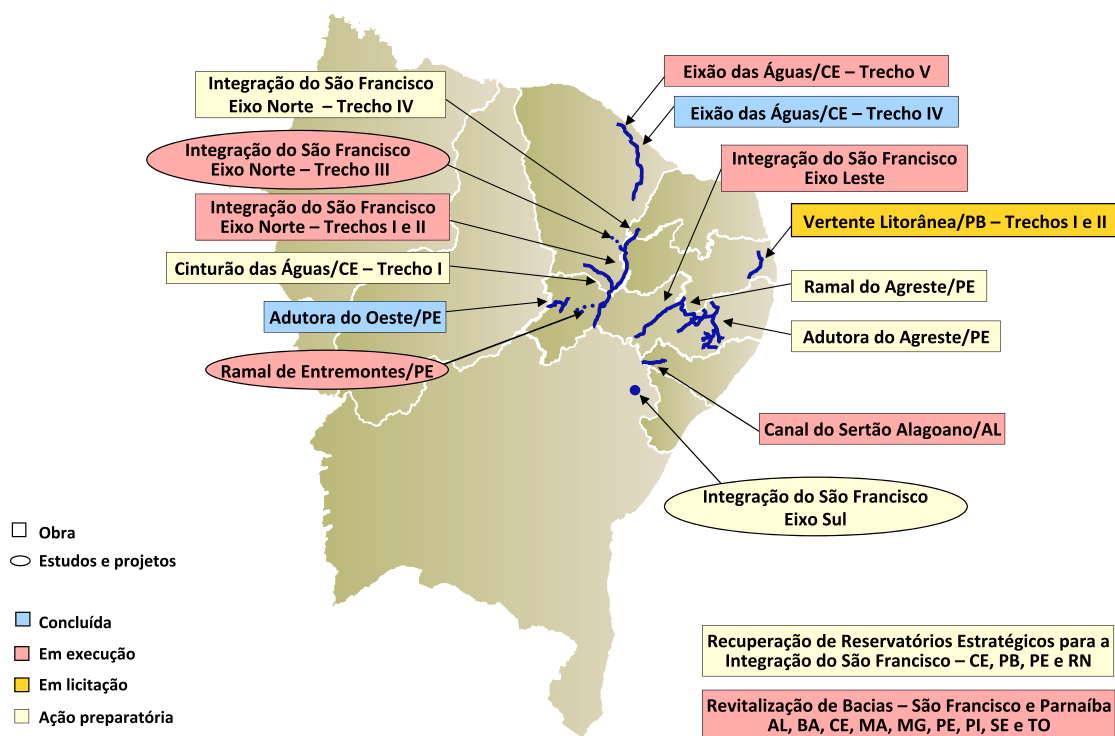 Integração do São Francisco
Eixo Norte – Trecho IV
Integração do São Francisco
Eixo Norte – Trecho III
Integração do São Francisco
Eixo Norte – Trechos I e II
Cinturão das Águas/CE – Trecho I
Adutora do Oeste/PE
Ramal de Entremontes/PE
Eixão das Águas/CE – Trecho V
Eixão das Águas/CE – Trecho IV
Integração do São Francisco
Eixo Leste
Vertente Litorânea/PB – Trechos I e II
Ramal do Agreste/PE
Adutora do Agreste/PE
Canal do Sertão Alagoano/AL
Integração do São Francisco
Eixo Sul
Obra
Estudos e projetos
Concluída
Em execução
Em licitação
Ação preparatória
Recuperação de Reservatórios Estratégicos para a
Integração do São Francisco – CE, PB, PE e RN
Revitalização de Bacias – São Francisco e Parnaíba
AL, BA, CE, MA, MG, PE, PI, SE e TO